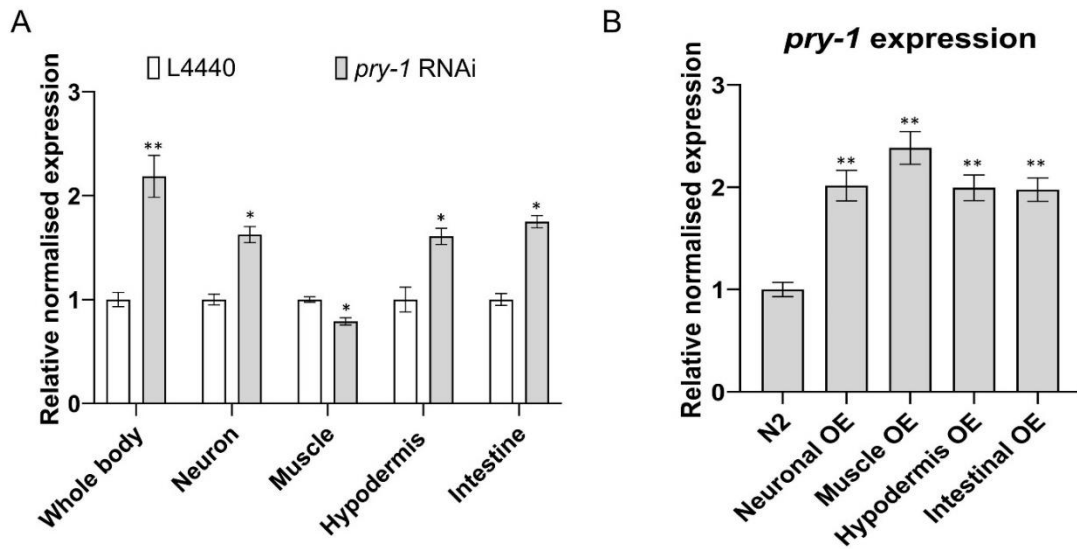 A
L4440
pry-1 RNAi
Relative normalised expression
3
2
1
0
**
*
*
*
*
Whole body
Neuron
Muscle
Hypodermis
Intestine
B
pry-1 expression
Relative normalised expression
3
2
1
0
**
**
**
**
N2
Neuronal OE
Muscle OE
Hypodermis OE
Intestinal OE